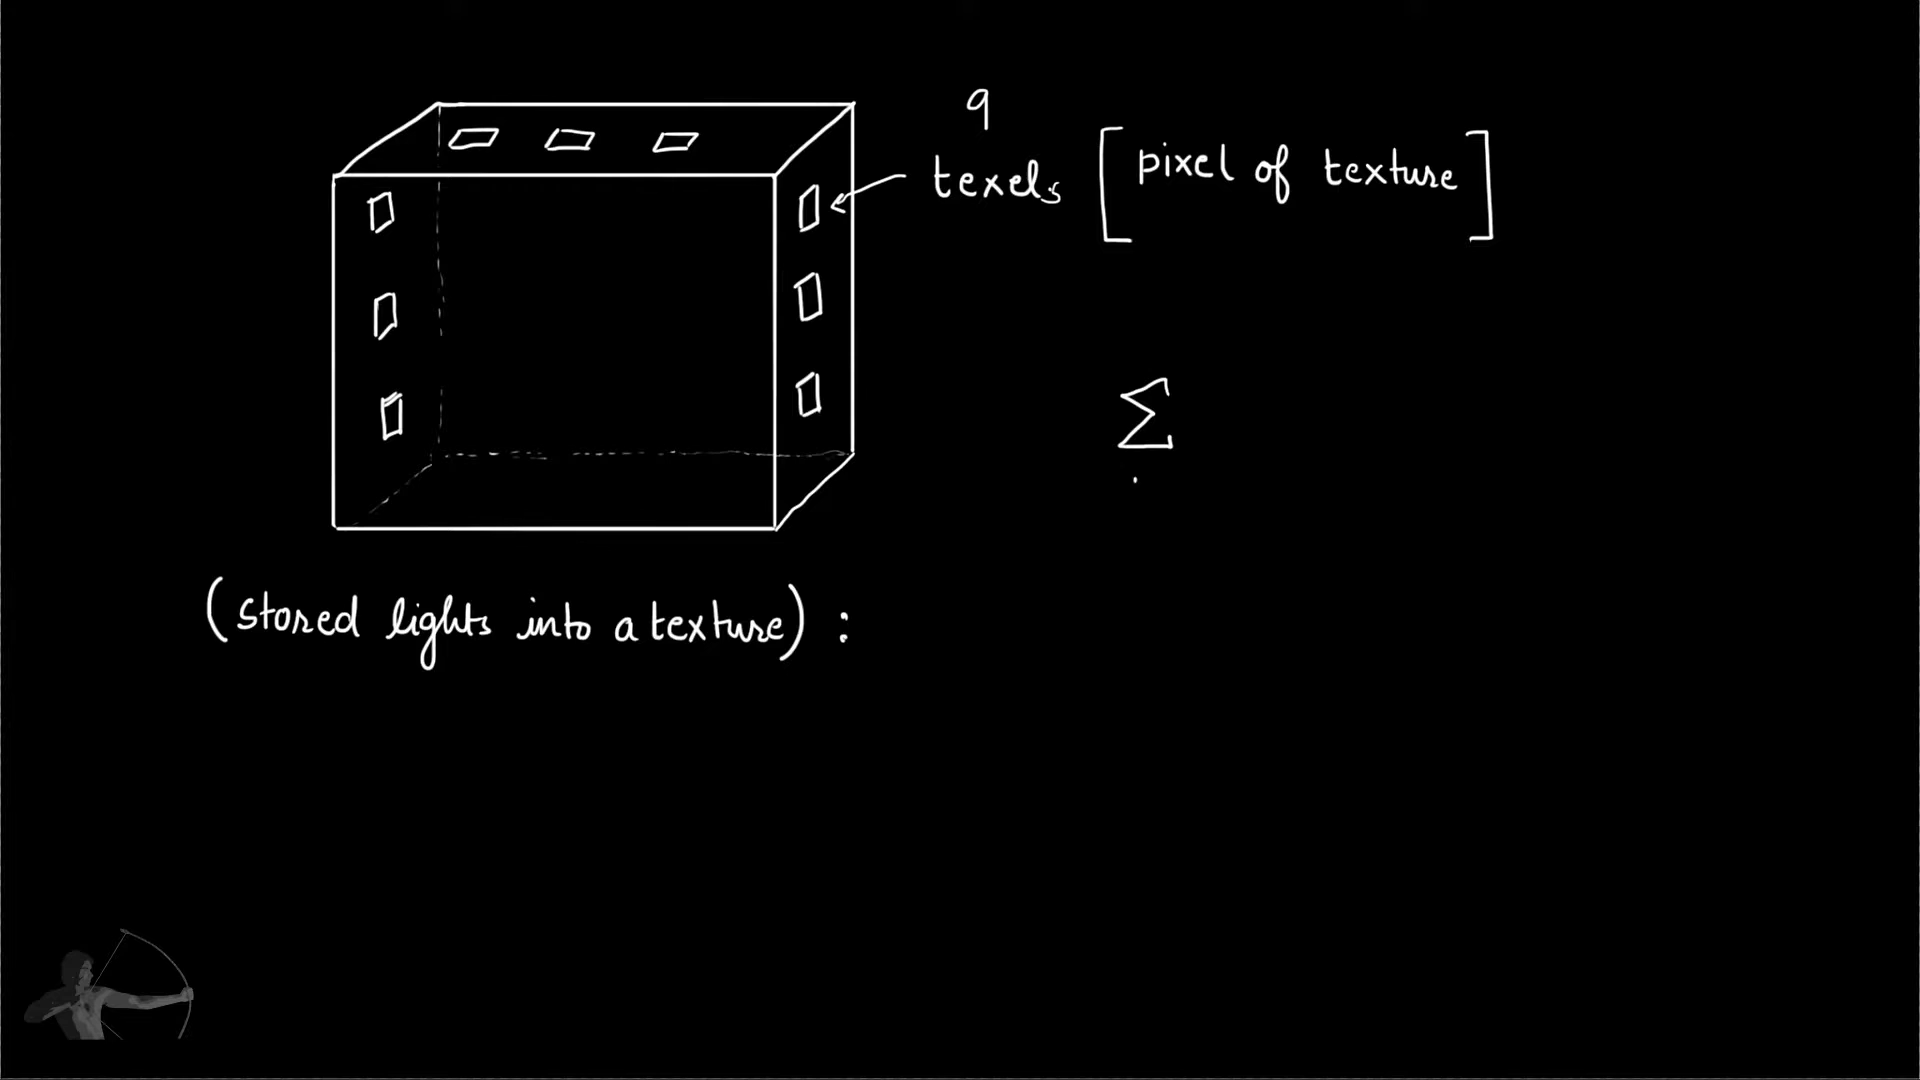 9
texels [pixel of texture]
Σ
(stored lights into a texture) :